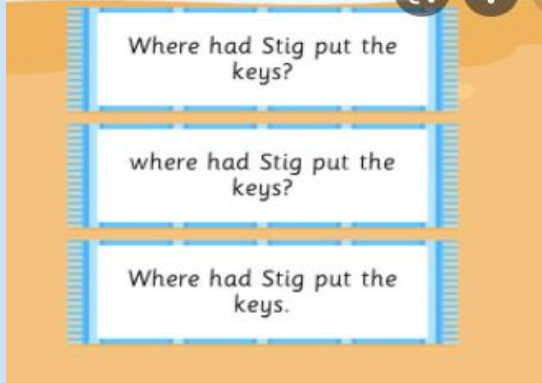 Where had Stig put the
keys?
where had Stig put the
keys?
Where had Stig put the
keys.